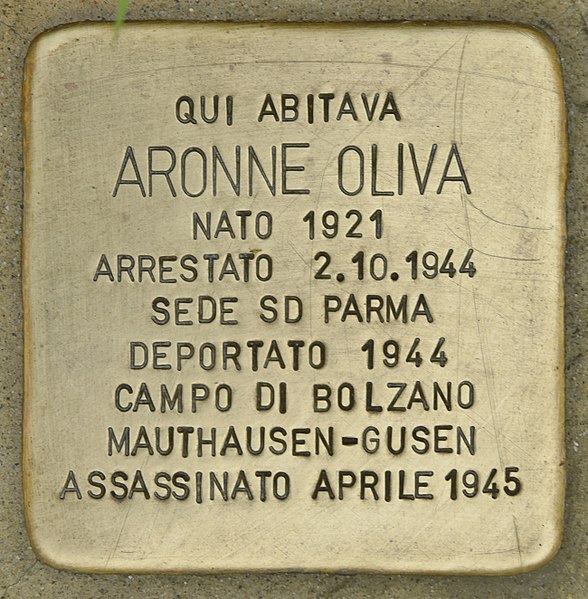 QUI ABITAVA
ARONNE OLIVA
NATO 1921
ARRESTATO 2.10.1944
SEDE SD PARMA
DEPORTATO 1944
CAMPO DI BOLZANO
MAUTHAUSEN-GUSEN
ASSASSINATO APRILE 1945